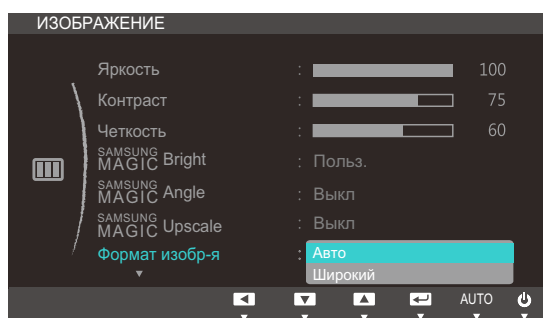 ИЗОБРАЖЕНИЕ
Яркость : 100
Контраст : 75
Четкость : 60
SAMSUNG MAGIC Bright : Польз.
SAMSUNG MAGIC Angle : Выкл
SAMSUNG MAGIC Upscale : Выкл
Формат изобр-я : Авто
Широкий
AUTO